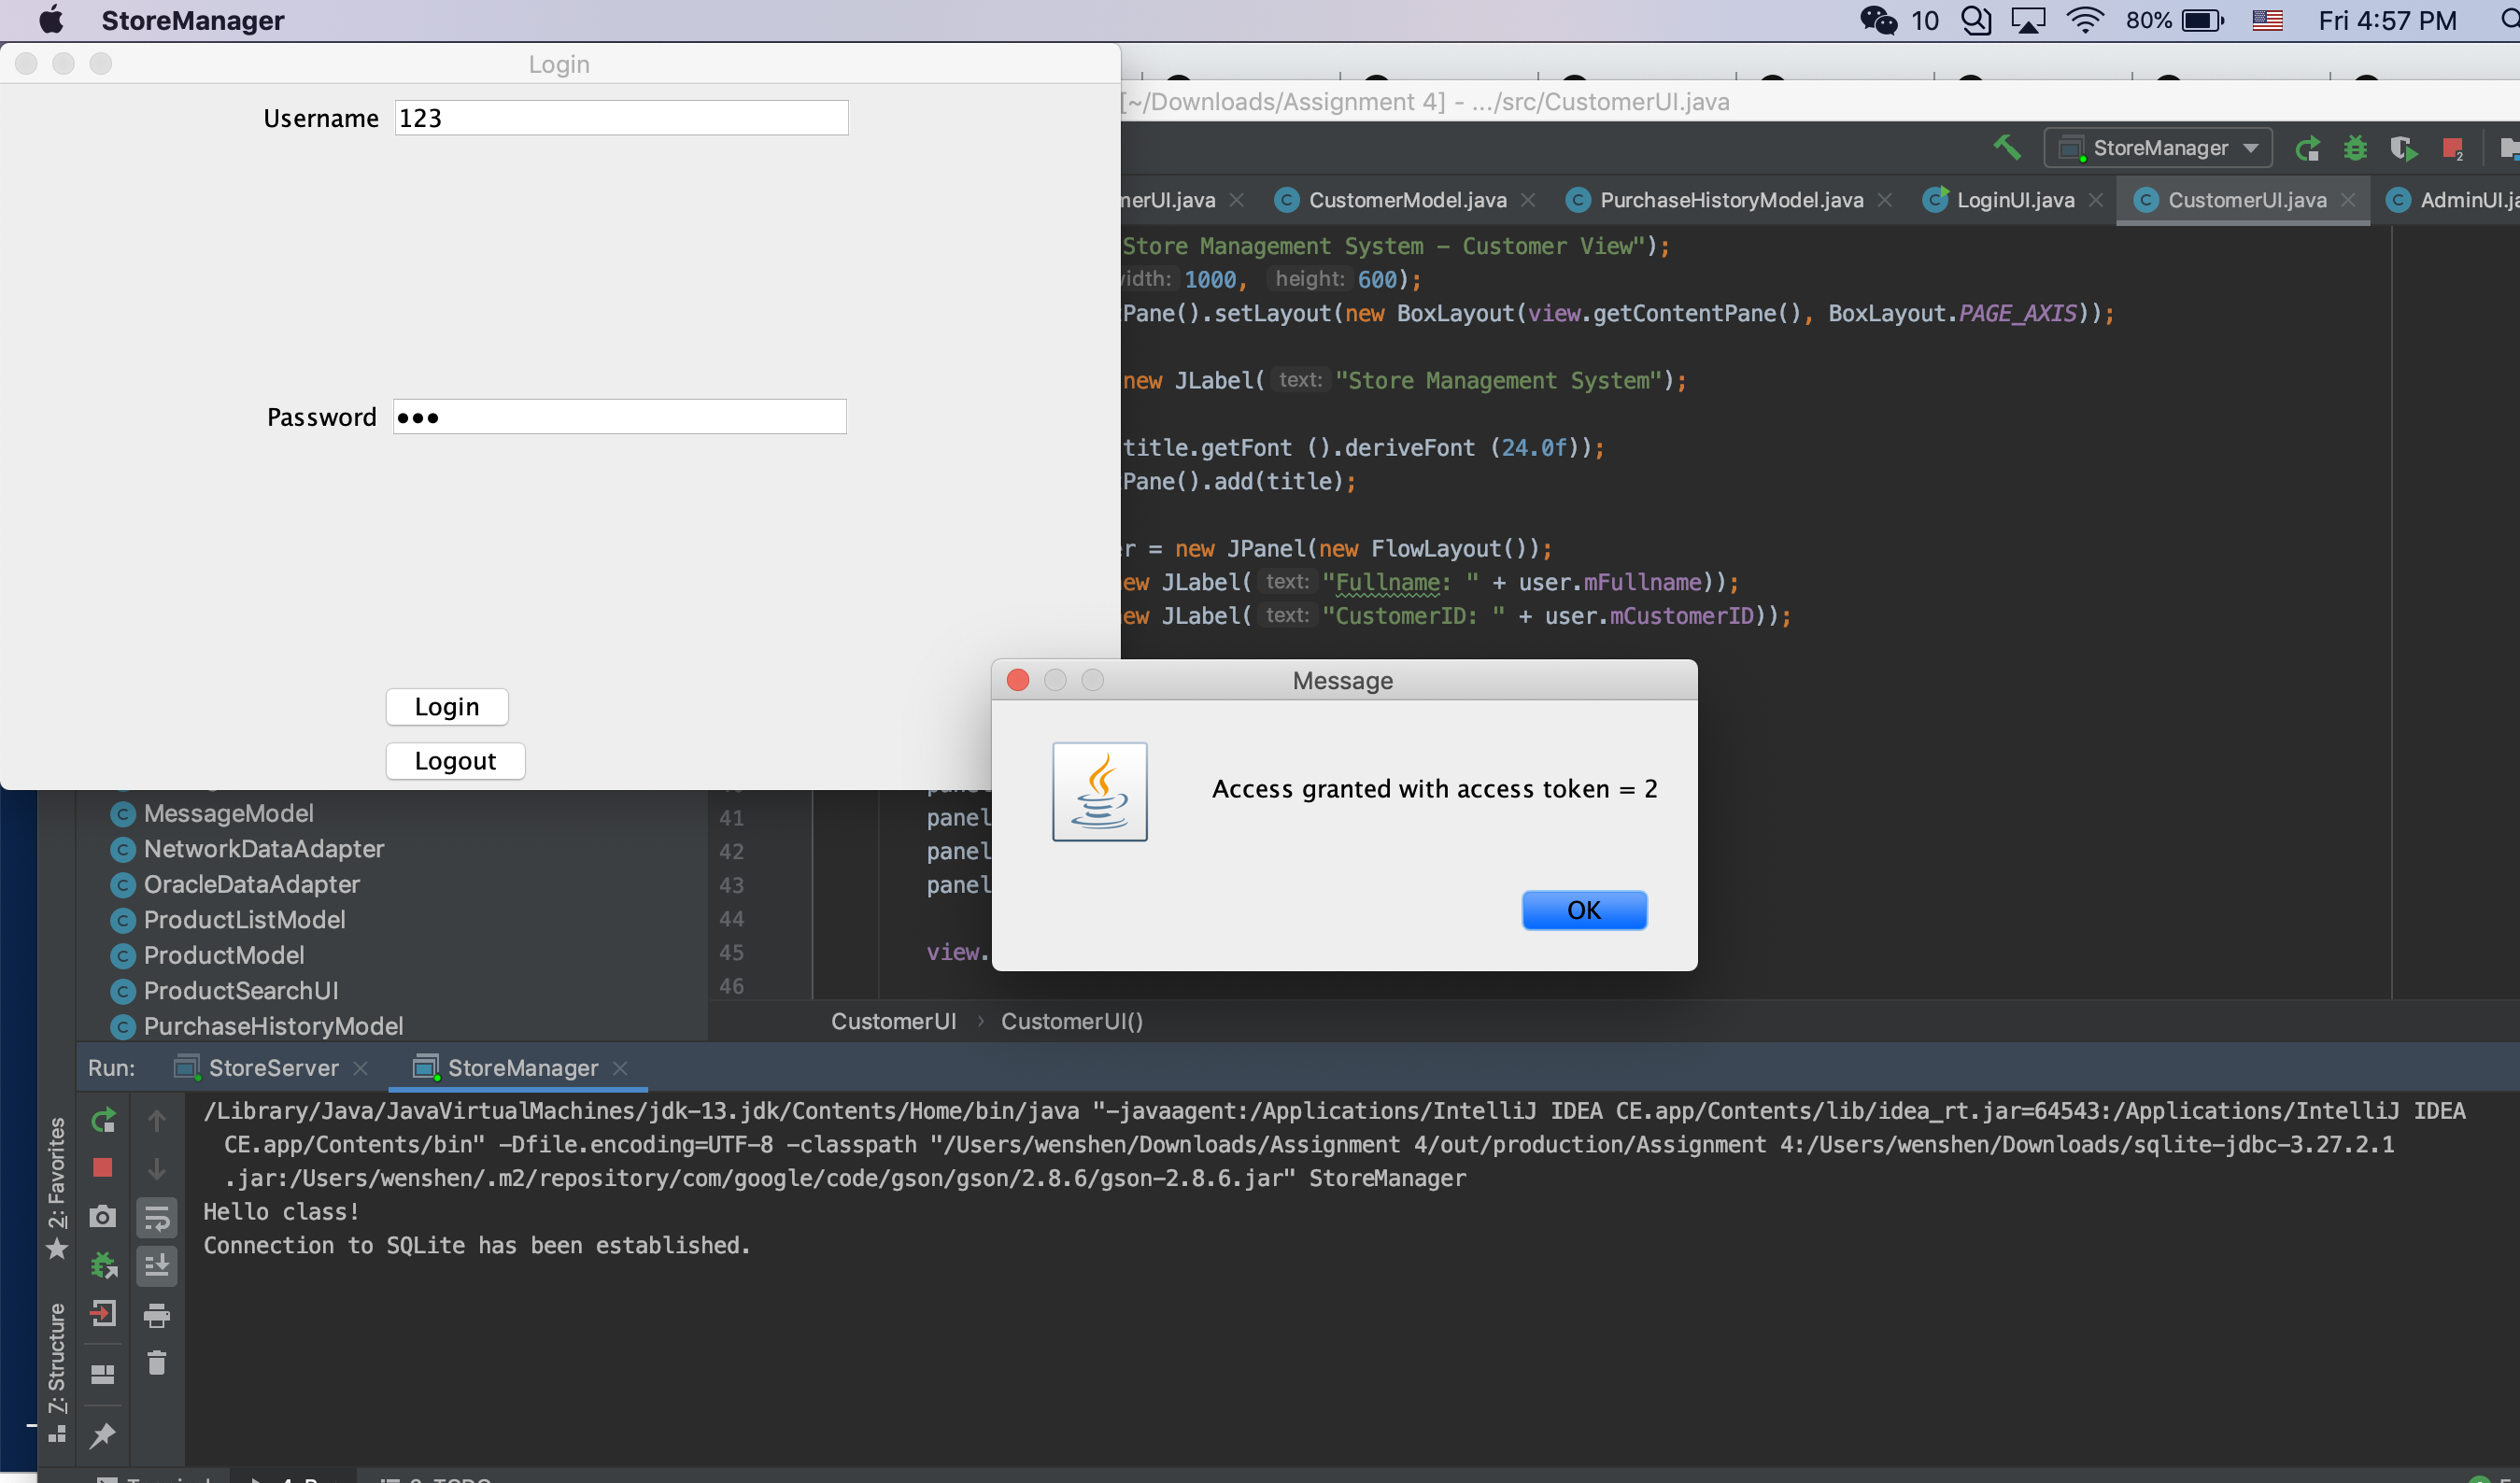 StoreManager
10
80%
Fri 4:57 PM
Login
Username 123
Password
Login
Logout
[~/Downloads/Assignment 4] - .../src/CustomerUI.java
StoreManager
2
merUI.java
CustomerModel.java
PurchaseHistoryModel.java
LoginUI.java
CustomerUI.java
AdminUI.ja
Store Management System – Customer View");
width: 1000, height: 600);
Pane().setLayout(new BoxLayout(view.getContentPane(), BoxLayout.PAGE_AXIS));
new JLabel( text: "Store Management System");
title.getFont ().deriveFont (24.0f));
Pane().add(title);
er = new JPanel(new FlowLayout());
ew JLabel( text: "Fullname: " + user.mFullname));
ew JLabel( text: "CustomerID: " + user.mCustomerID));
Message
Access granted with access token = 2
OK
MessageModel
NetworkDataAdapter
OracleDataAdapter
ProductListModel
ProductModel
ProductSearchUI
PurchaseHistoryModel
41 panel
42 panel
43 panel
44
45 view.
46
CustomerUI › CustomerUI()
Run: StoreServer StoreManager
2: Favorites
7: Structure
/Library/Java/JavaVirtualMachines/jdk-13.jdk/Contents/Home/bin/java "-javaagent:/Applications/IntelliJ IDEA CE.app/Contents/lib/idea_rt.jar=64543:/Applications/IntelliJ IDEA
CE.app/Contents/bin" -Dfile.encoding=UTF-8 -classpath "/Users/wenshen/Downloads/Assignment 4/out/production/Assignment 4:/Users/wenshen/Downloads/sqlite-jdbc-3.27.2.1
.jar:/Users/wenshen/.m2/repository/com/google/code/gson/gson/2.8.6/gson-2.8.6.jar" StoreManager
Hello class!
Connection to SQLite has been established.